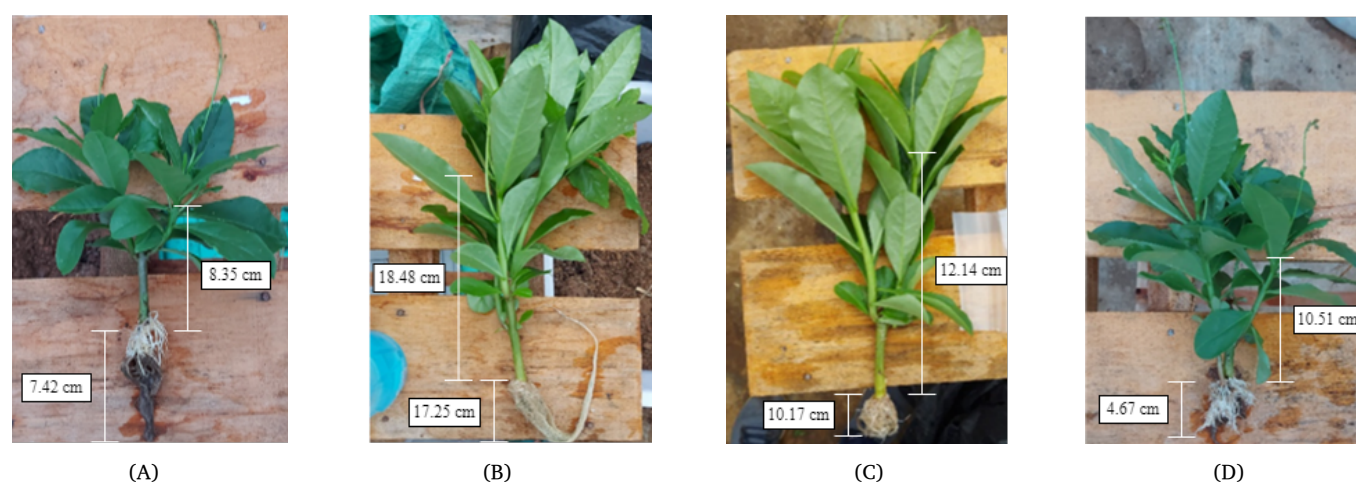 8.35 cm
7.42 cm
18.48 cm
17.25 cm
12.14 cm
10.17 cm
10.51 cm
4.67 cm
(A)
(B)
(C)
(D)